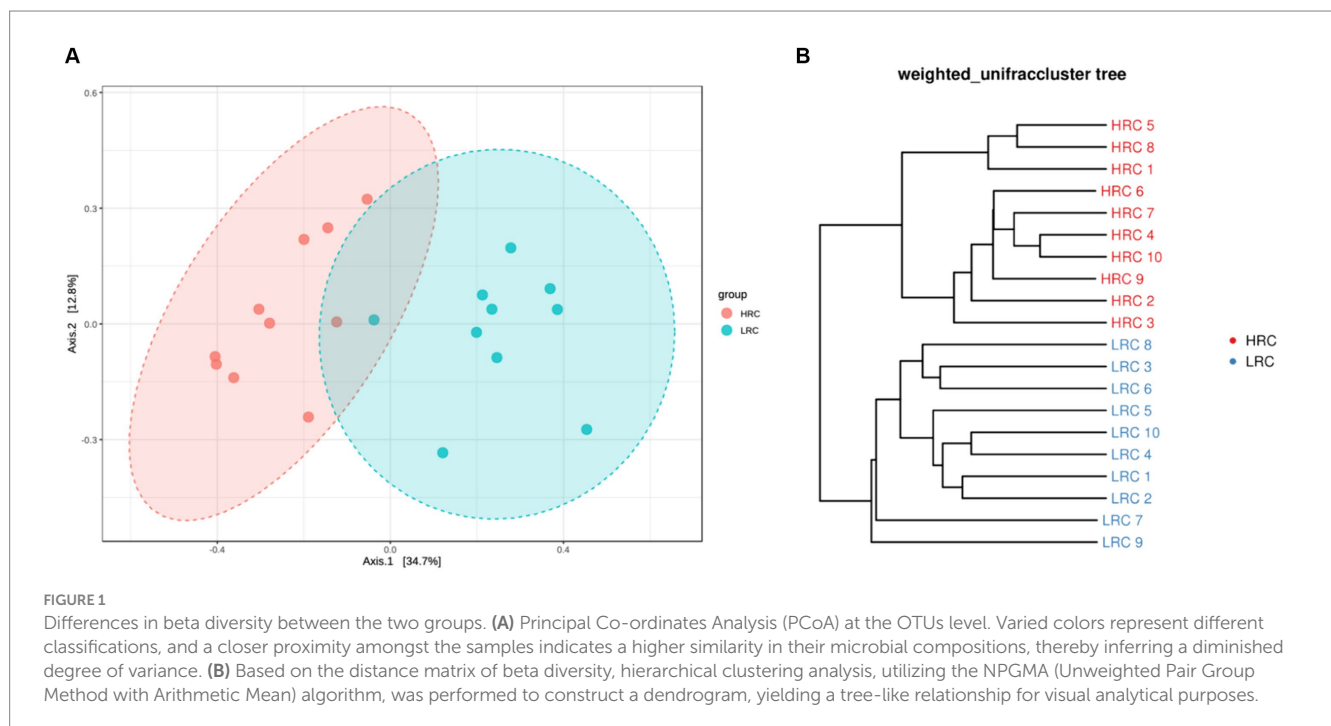 A
0.6
0.3
0.0
-0.3
-0.4
0.0
0.4
Axis.2 [12.8%]
Axis.1 [34.7%]
group
HRC
LRC
B
weighted_unifraccluster tree
HRC 5
HRC 8
HRC 1
HRC 6
HRC 7
HRC 4
HRC 10
HRC 9
HRC 2
HRC 3
LRC 8
LRC 3
LRC 6
LRC 5
LRC 10
LRC 4
LRC 1
LRC 2
LRC 7
LRC 9
HRC
LRC
FIGURE 1
Differences in beta diversity between the two groups. (A) Principal Co-ordinates Analysis (PCoA) at the OTUs level. Varied colors represent different
classifications, and a closer proximity amongst the samples indicates a higher similarity in their microbial compositions, thereby inferring a diminished
degree of variance. (B) Based on the distance matrix of beta diversity, hierarchical clustering analysis, utilizing the NPGMA (Unweighted Pair Group
Method with Arithmetic Mean) algorithm, was performed to construct a dendrogram, yielding a tree-like relationship for visual analytical purposes.